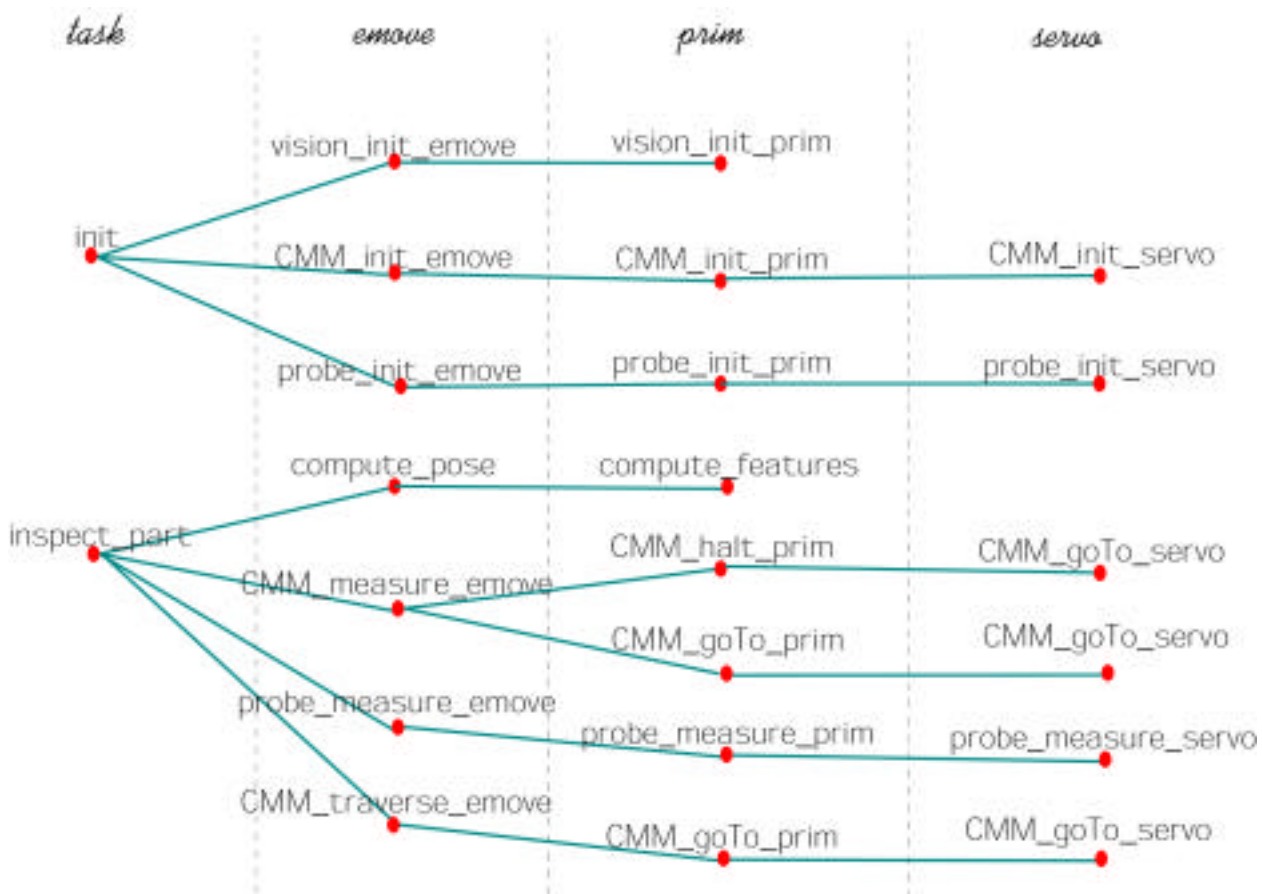 task emove prim servo
vision_init_emove vision_init_prim
init CMM_init_emove CMM_init_prim CMM_init_servo
probe_init_emove probe_init_prim probe_init_servo
compute_pose compute_features
inspect_part CMM_measure_emove CMM_halt_prim CMM_goTo_servo
CMM_goTo_prim CMM_goTo_servo
probe_measure_emove probe_measure_prim probe_measure_servo
CMM_traverse_emove CMM_goTo_prim CMM_goTo_servo